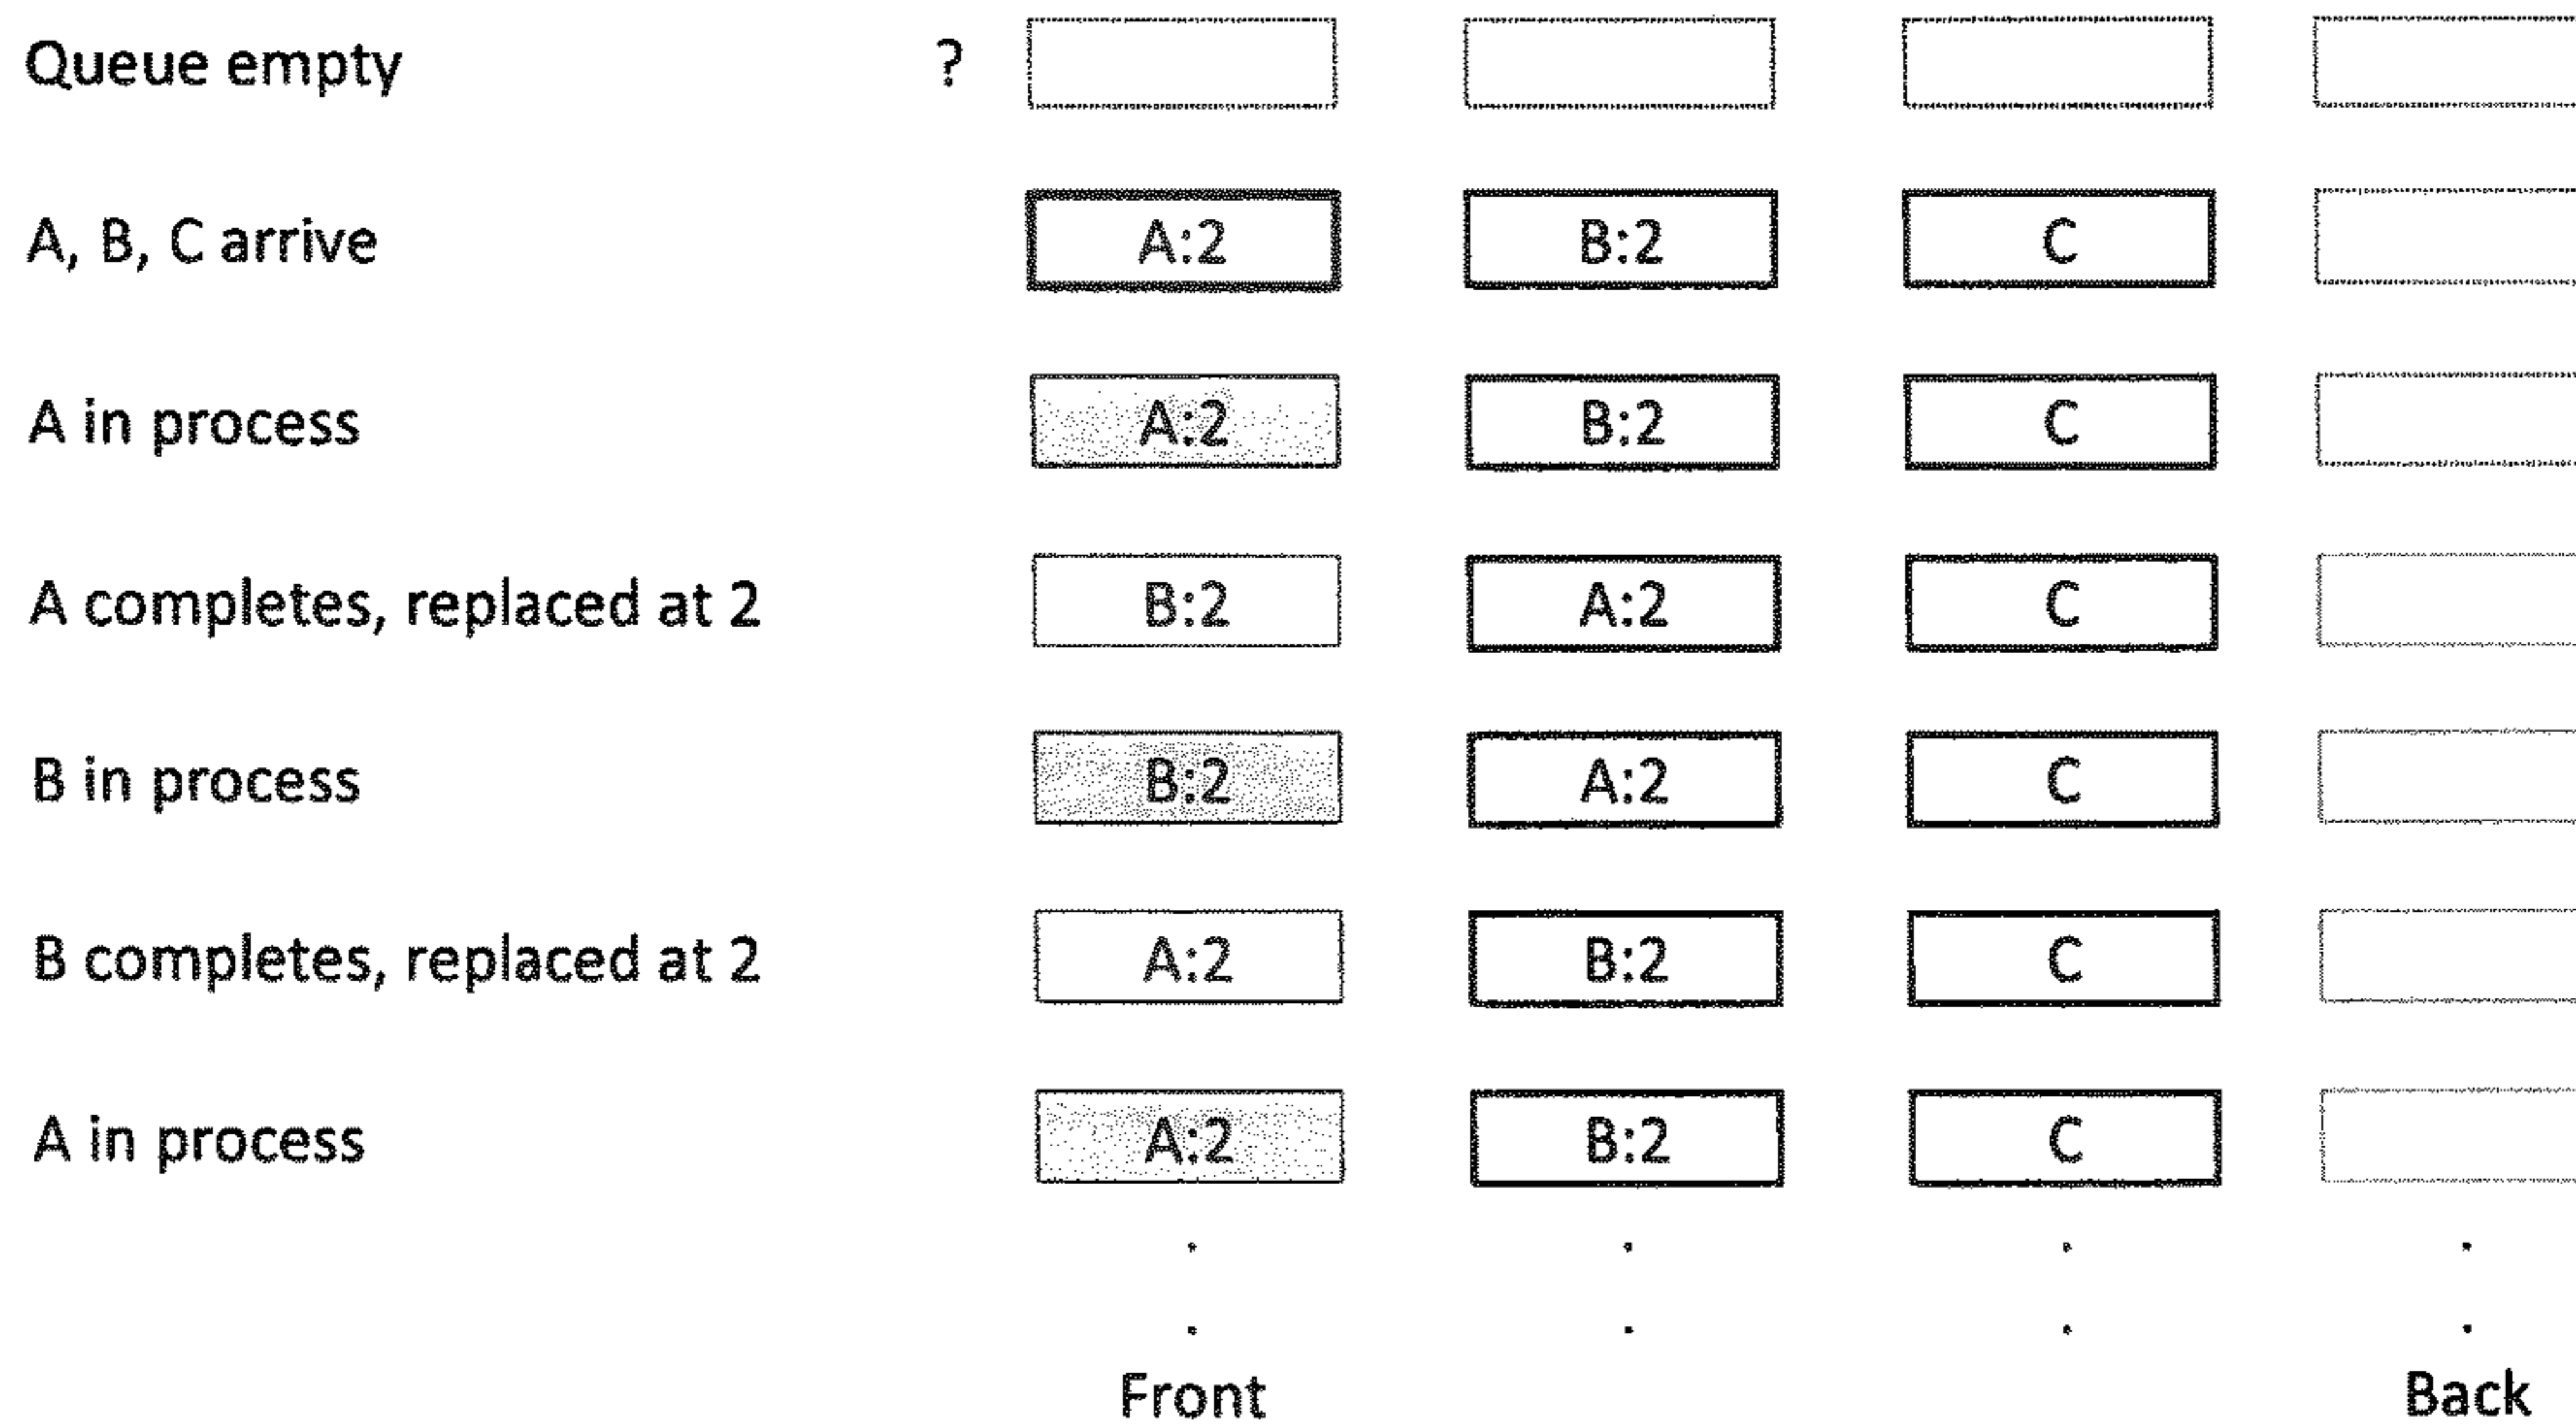 Queue empty ?
A, B, C arrive A:2 B:2 C
A in process A:2 B:2 C
A completes, replaced at 2 B:2 A:2 C
B in process B:2 A:2 C
B completes, replaced at 2 A:2 B:2 C
A in process A:2 B:2 C
Front Back